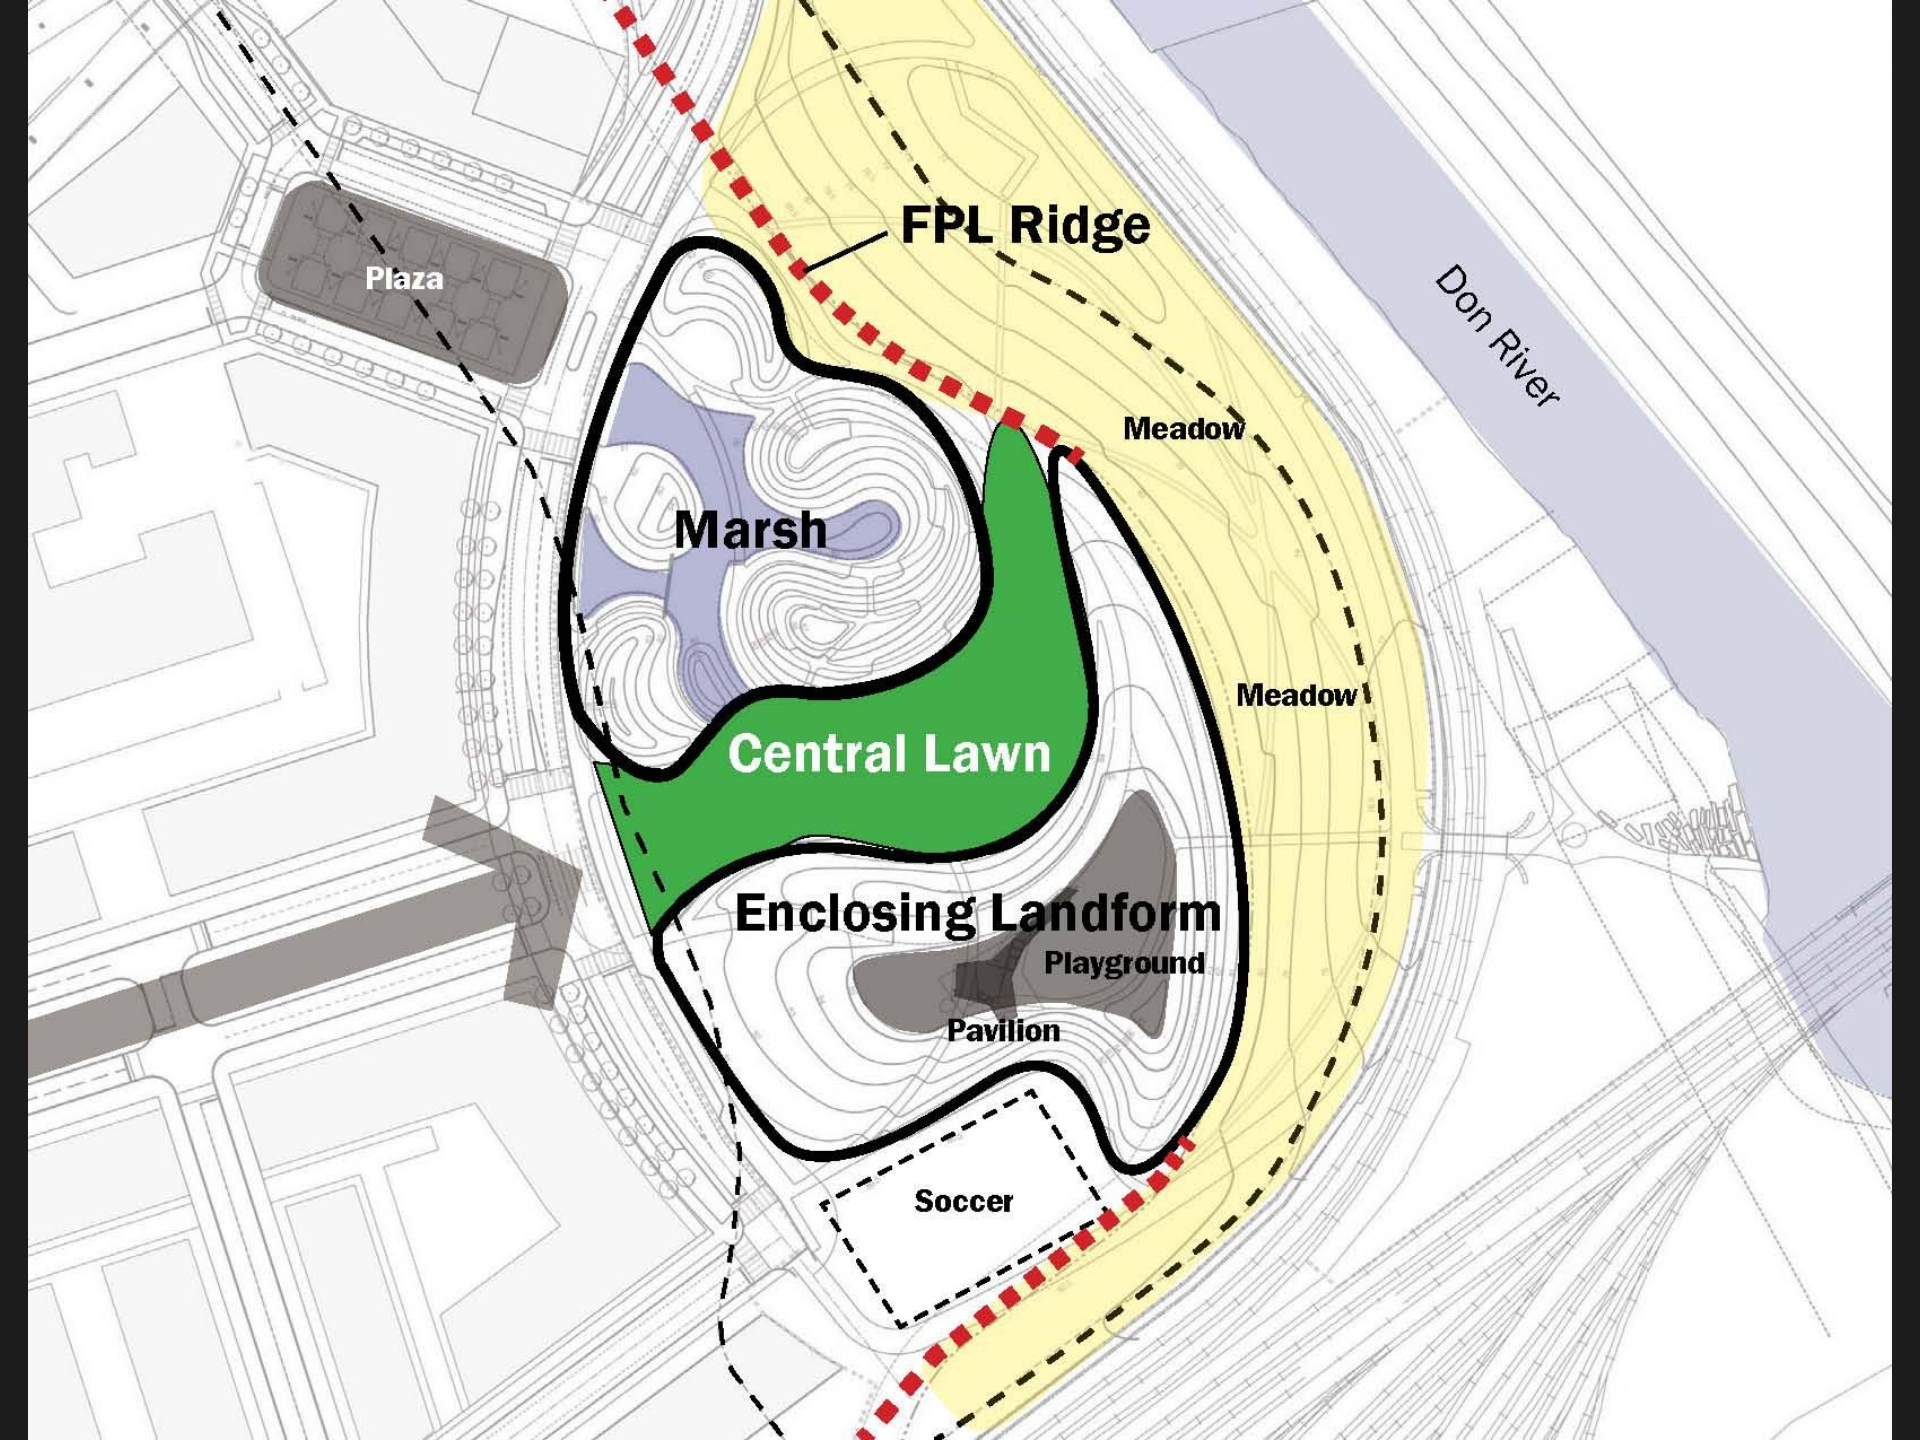 FPL Ridge
Plaza
Don River
Meadow
Marsh
Meadow
Central Lawn
Enclosing Landform
Playground
Pavilion
Soccer